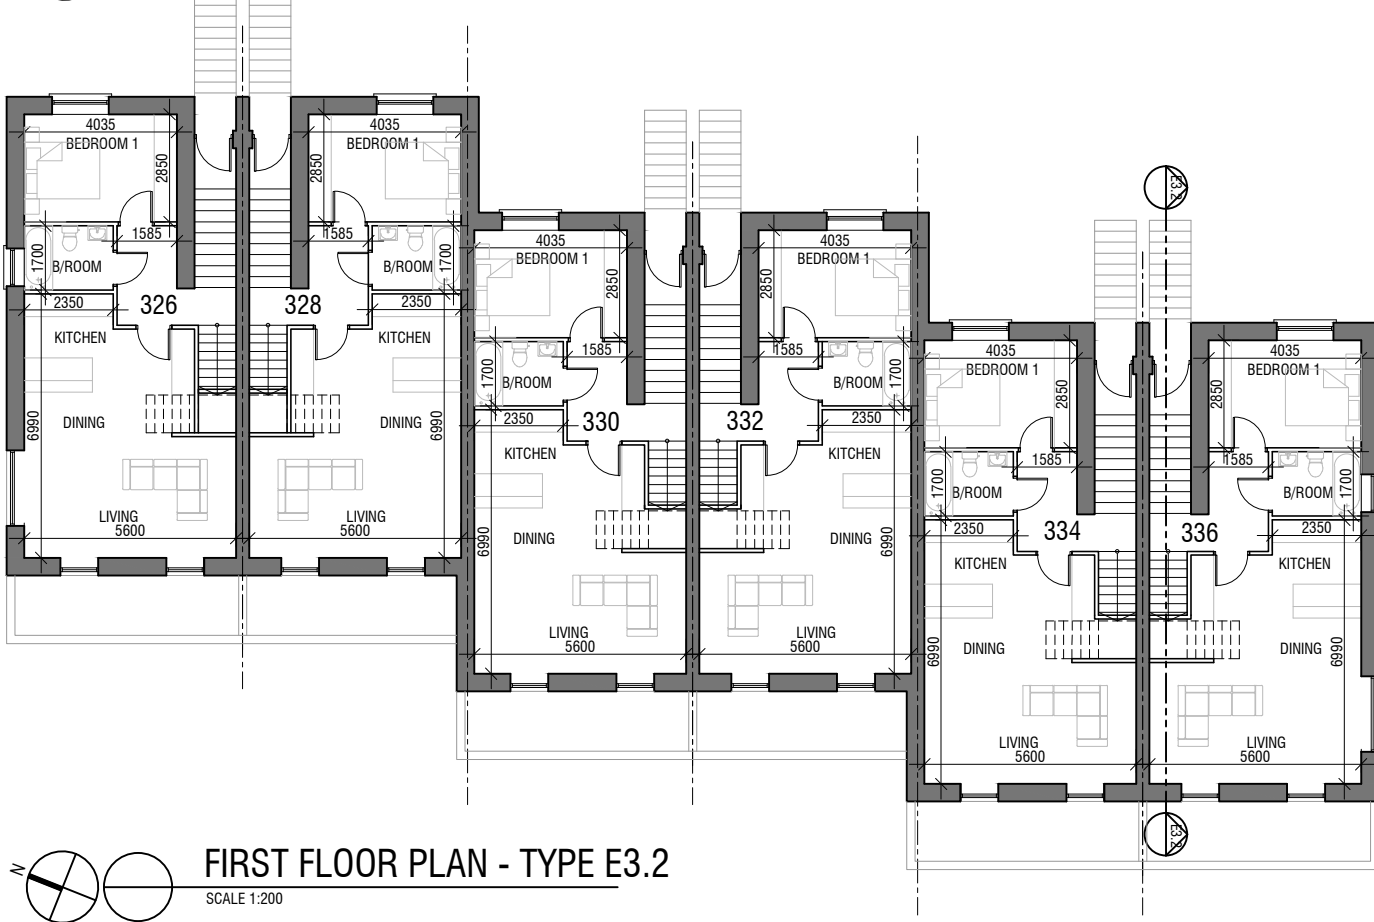 4035
BEDROOM 1
2850
1585
1700
B/ROOM
2350
326
KITCHEN
DINING
6990
LIVING
5600
4035
BEDROOM 1
2850
1585
1700
B/ROOM
2350
328
KITCHEN
DINING
6990
LIVING
5600
4035
BEDROOM 1
2850
1585
1700
B/ROOM
2350
330
KITCHEN
DINING
6990
LIVING
5600
4035
BEDROOM 1
2850
1585
1700
B/ROOM
2350
332
KITCHEN
DINING
6990
LIVING
5600
4035
BEDROOM 1
2850
1585
1700
B/ROOM
2350
334
KITCHEN
DINING
6990
LIVING
5600
E3.2
4035
BEDROOM 1
2850
1585
1700
B/ROOM
2350
336
KITCHEN
DINING
6990
LIVING
5600
E3.2
N
FIRST FLOOR PLAN - TYPE E3.2
SCALE 1:200